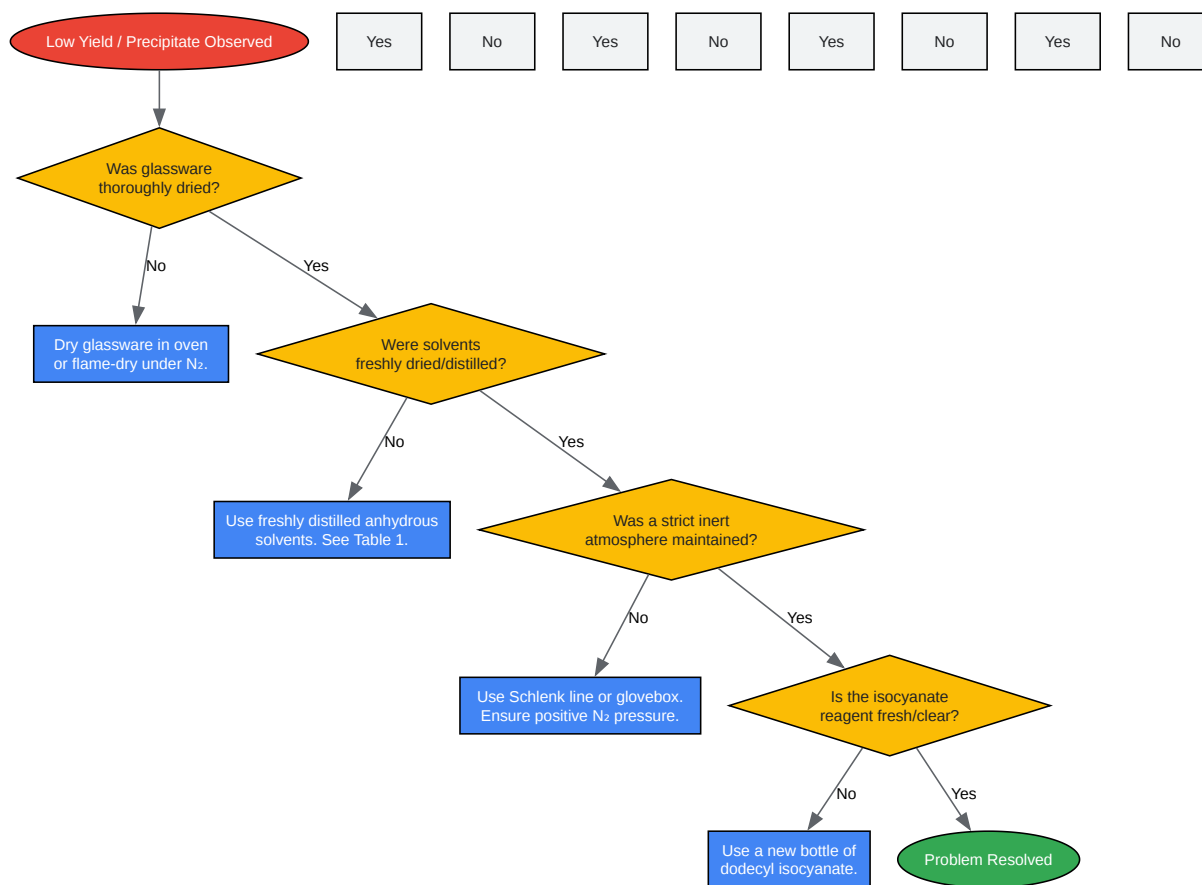 Low Yield / Precipitate Observed
Yes
No
Yes
No
Yes
No
Yes
No
Was glassware
thoroughly dried?
No
Yes
Dry glassware in oven
or flame-dry under N₂.
Were solvents
freshly dried/distilled?
No
Yes
Use freshly distilled anhydrous
solvents. See Table 1.
Was a strict inert
atmosphere maintained?
No
Yes
Use Schlenk line or glovebox.
Ensure positive N₂ pressure.
Is the isocyanate
reagent fresh/clear?
No
Yes
Use a new bottle of
dodecyl isocyanate.
Problem Resolved